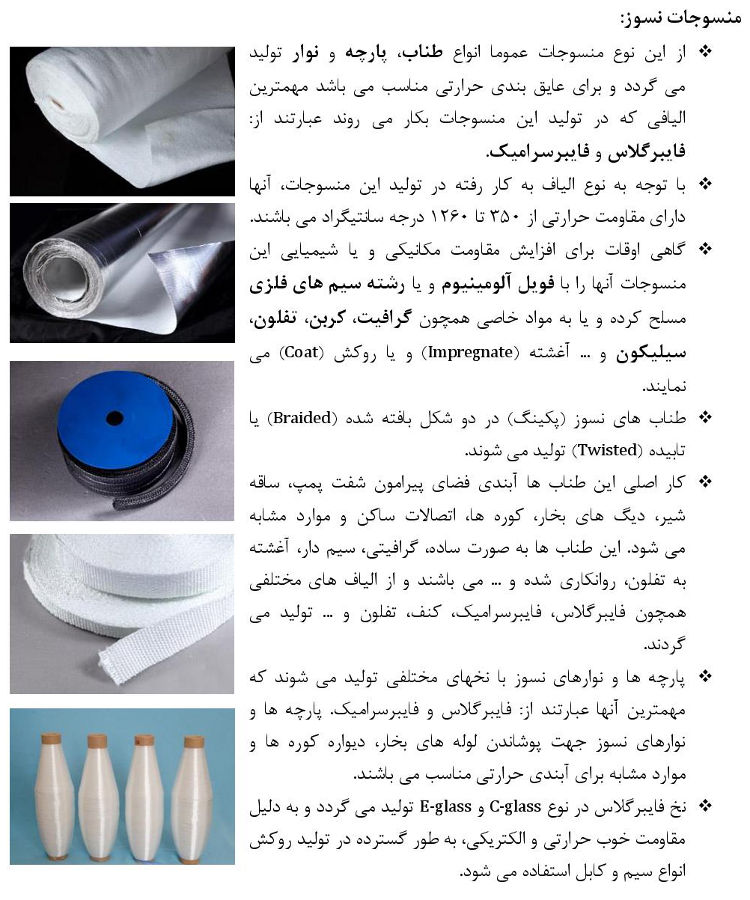 منسوجات نسوز:
❖ از این نوع منسوجات عموما انواع طناب، پارچه و نوار تولید
می گردد و برای عایق بندی حرارتی مناسب می باشد مهمترین
الیافی که در تولید این منسوجات بکار می روند عبارتند از:
فایبرگلاس و فایبرسرامیک.
❖ با توجه به نوع الیاف به کار رفته در تولید این منسوجات، آنها
دارای مقاومت حرارتی از ۳۵۰ تا ۱۲۶۰ درجه سانتیگراد می باشند.
❖ گاهی اوقات برای افزایش مقاومت مکانیکی و یا شیمیایی این
منسوجات آنها را با فویل آلومینیوم و یا رشته سیم های فلزی
مسلح کرده و یا به مواد خاصی همچون گرافیت، کربن، تفلون،
سیلیکون و ... آغشته (Impregnate) و یا روکش (Coat) می
نمایند.
❖ طناب های نسوز (پکینگ) در دو شکل بافته شده (Braided) یا
تابیده (Twisted) تولید می شوند.
❖ کار اصلی این طناب ها آبندی فضای پیرامون شفت پمپ، ساقه
شیر، دیگ های بخار، کوره ها، اتصالات ساکن و موارد مشابه
می شود. این طناب ها به صورت ساده، گرافیتی، سیم دار، آغشته
به تفلون، روانکاری شده و ... می باشند و از الیاف های مختلفی
همچون فایبرگلاس، فایبرسرامیک، کنف، تفلون و ... تولید می
گردند.
❖ پارچه ها و نوارهای نسوز با نخهای مختلفی تولید می شوند که
مهمترین آنها عبارتند از: فایبرگلاس و فایبرسرامیک. پارچه ها و
نوارهای نسوز جهت پوشاندن لوله های بخار، دیواره کوره ها و
موارد مشابه برای آبندی حرارتی مناسب می باشند.
❖ نخ فایبرگلاس در نوع C-glass و E-glass تولید می گردد و به دلیل
مقاومت خوب حرارتی و الکتریکی، به طور گسترده در تولید روکش
انواع سیم و کابل استفاده می شود.